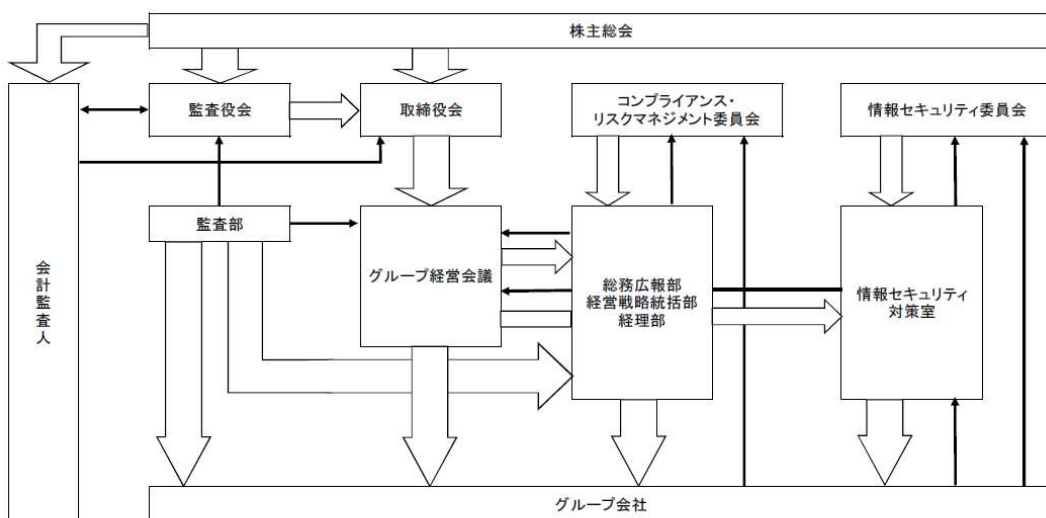 株主総会
監査役会
取締役会
コンプライアンス・
リスクマネジメント委員会
情報セキュリティ委員会
監査部
会計監査人
グループ経営会議
総務広報部
経営戦略統括部
経理部
情報セキュリティ
対策室
グループ会社